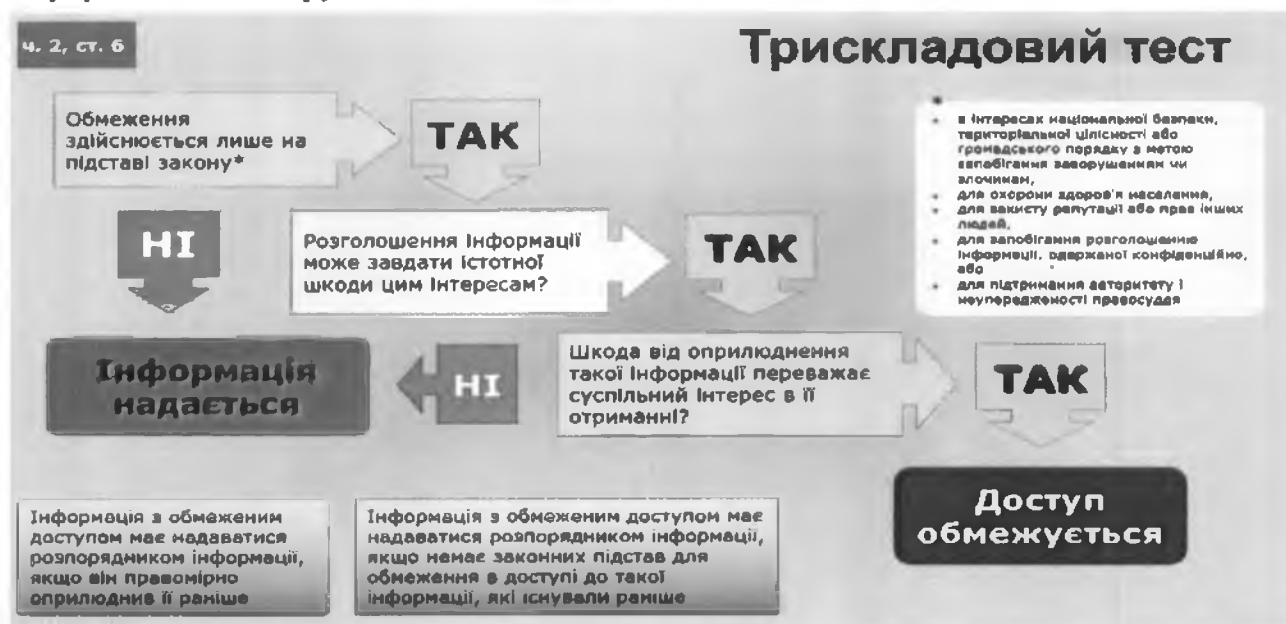 ч. 2, ст. 6
Трискладовий тест
Обмеження
здійснюється лише на
підставі закону*
ТАК
*
в інтересах національної безпеки,
територіальної цілісності або
громадського порядку з метою
запобігання заворушенням чи
злочинам,
для охорони здоров'я населення,
для захисту репутації або прав інших
людей,
для запобігання розголошенню
інформації, одержаної конфіденційно,
або
для підтримання авторитету і
неупередженості правосуддя
НІ
Розголошення інформації
може завдати істотної
шкоди цим інтересам?
ТАК
Інформація
надається
НІ
Шкода від оприлюднення
такої інформації переважає
суспільний інтерес в її
отриманні?
ТАК
Доступ
обмежується
Інформація з обмеженим
доступом має надаватися
розпорядником інформації,
якщо він правомірно
оприлюднив її раніше
Інформація з обмеженим доступом має
надаватися розпорядником інформації,
якщо немає законних підстав для
обмеження в доступі до такої
інформації, які існували раніше